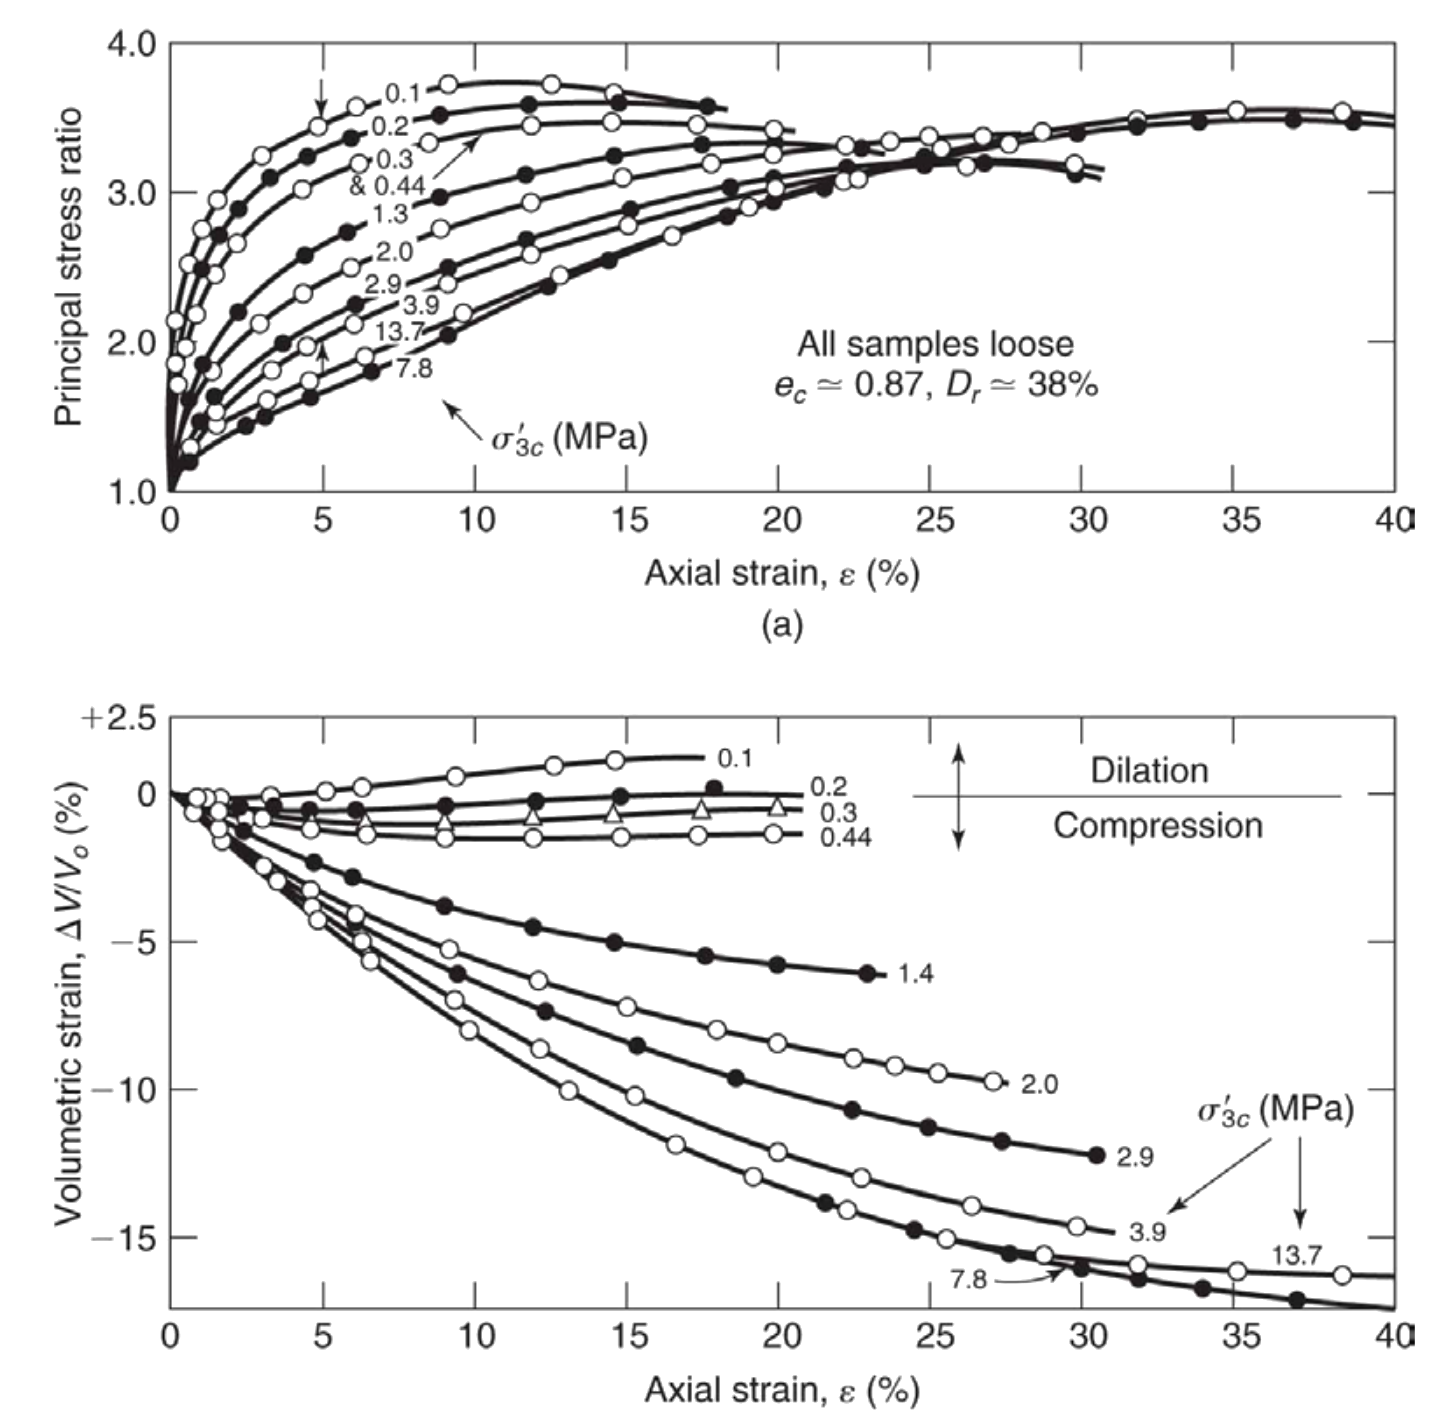 4.0
3.0
2.0
1.0
Principal stress ratio
0.1
0.2
0.3
& 0.44
1.3
2.0
2.9
3.9
13.7
7.8
σ′3c (MPa)
All samples loose
ec ≃ 0.87, Dr ≃ 38%
0 5 10 15 20 25 30 35 40
Axial strain, ε (%)
(a)
+2.5
0
−5
−10
−15
Volumetric strain, ΔV/Vo (%)
0.1
0.2
0.3
0.44
Dilation
Compression
1.4
2.0
2.9
σ′3c (MPa)
3.9
13.7
7.8
0 5 10 15 20 25 30 35 40
Axial strain, ε (%)